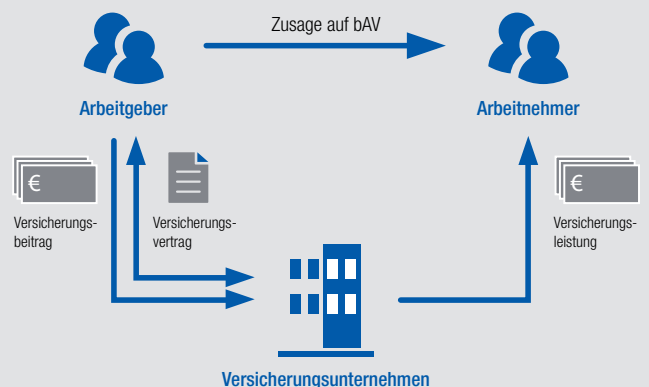 Zusage auf bAV
Arbeitgeber
Arbeitnehmer
€
Versicherungs-
beitrag
Versicherungs-
vertrag
€
Versicherungs-
leistung
Versicherungsunternehmen